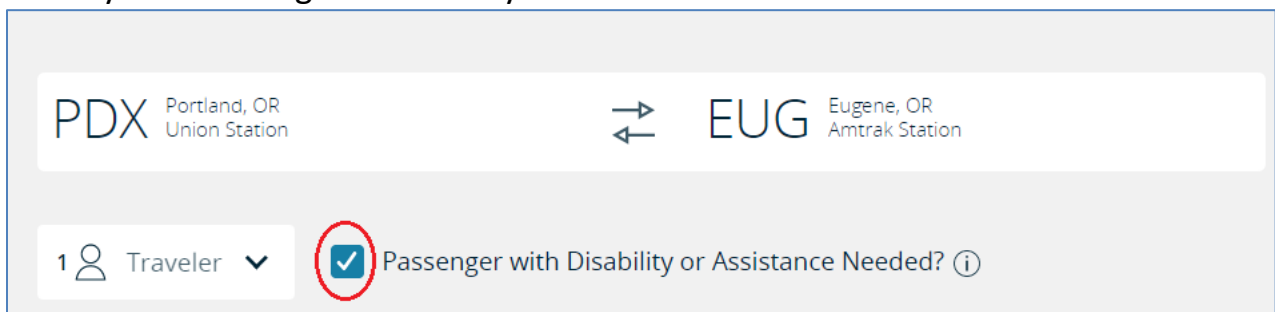 PDX Portland, OR
Union Station
EUG Eugene, OR
Amtrak Station
1 Traveler
Passenger with Disability or Assistance Needed?